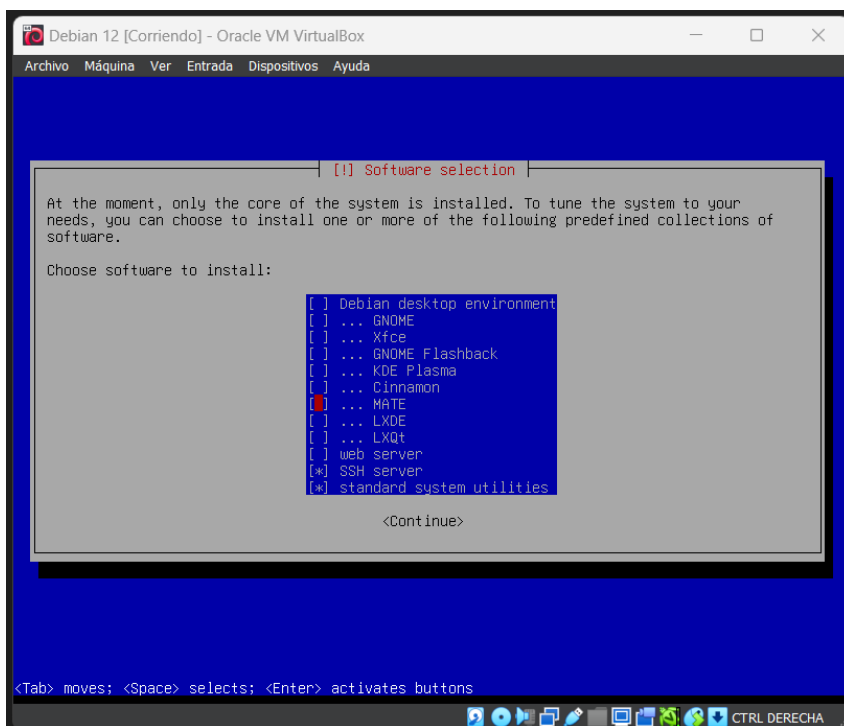 Debian 12 [Corriendo] - Oracle VM VirtualBox
Archivo Máquina Ver Entrada Dispositivos Ayuda
[!] Software selection
At the moment, only the core of the system is installed. To tune the system to your
needs, you can choose to install one or more of the following predefined collections of
software.
Choose software to install:
[ ] Debian desktop environment
[ ] ... GNOME
[ ] ... Xfce
[ ] ... GNOME Flashback
[ ] ... KDE Plasma
[ ] ... Cinnamon
[ ] ... MATE
[ ] ... LXDE
[ ] ... LXQt
[ ] web server
[*] SSH server
[*] standard system utilities
<Continue>
<Tab> moves; <Space> selects; <Enter> activates buttons
CTRL DERECHA